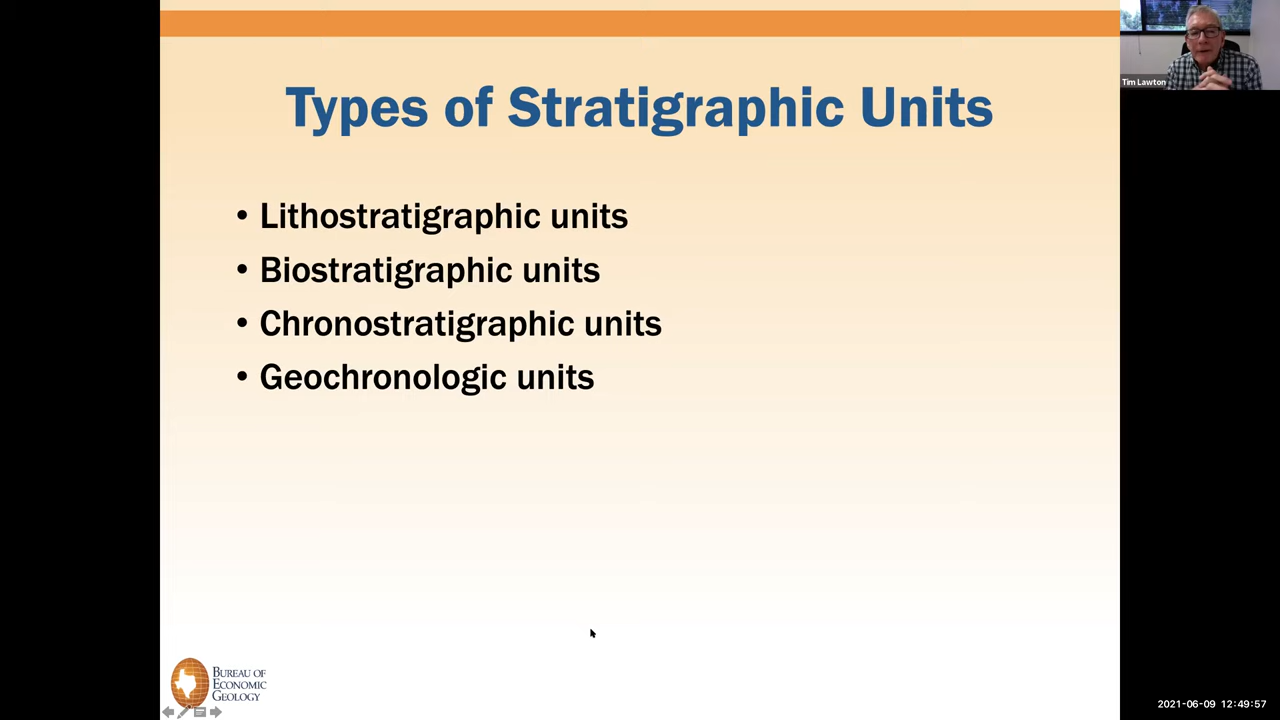 Types of Stratigraphic Units
Tim Lawton
• Lithostratigraphic units
• Biostratigraphic units
• Chronostratigraphic units
• Geochronologic units
BUREAU OF
ECONOMIC
GEOLOGY
2021-06-09 12:49:57